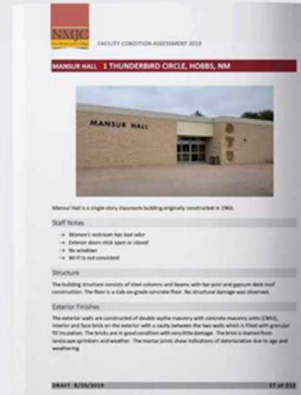 NMJC
FACILITY CONDITION ASSESSMENT 2019
MANSUR HALL 1 THUNDERBIRD CIRCLE, HOBBS, NM
MANSUR HALL
Mansur Hall is a single-story classroom building originally constructed in 1966.
Staff Notes
→ Women's restroom has bad odor
→ Exterior doors stick open or closed
→ No windows
→ Wi-Fi is not consistent
Structure
The building structure consists of steel columns and beams with bar-joist and gypsum deck roof
construction. The floor is a slab-on-grade concrete floor. No structural damage was observed.
Exterior Finishes
The exterior walls are constructed of double wythe masonry with concrete masonry units (CMU),
interior and face brick on the exterior with a cavity between the two walls which is filled with granular
fill insulation. The bricks are in good condition with very little damage. The brick is stained from
landscape sprinklers and weather. The mortar joints show indications of deterioration due to age and
weathering
DRAFT 8/20/2019 17 of 212